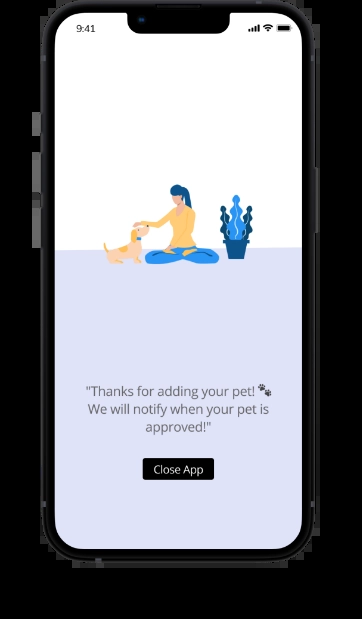 9:41
"Thanks for adding your pet! 🐾
We will notify when your pet is
approved!"
Close App